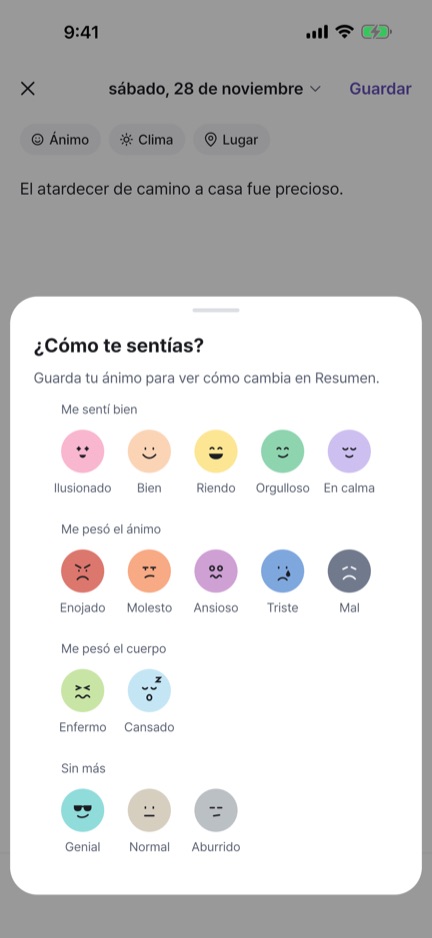 9:41
sábado, 28 de noviembre
Guardar
Ánimo
Clima
Lugar
El atardecer de camino a casa fue precioso.
¿Cómo te sentías?
Guarda tu ánimo para ver cómo cambia en Resumen.
Me sentí bien
Ilusionado
Bien
Riendo
Orgulloso
En calma
Me pesó el ánimo
Enojado
Molesto
Ansioso
Triste
Mal
Me pesó el cuerpo
Enfermo
Cansado
Sin más
Genial
Normal
Aburrido